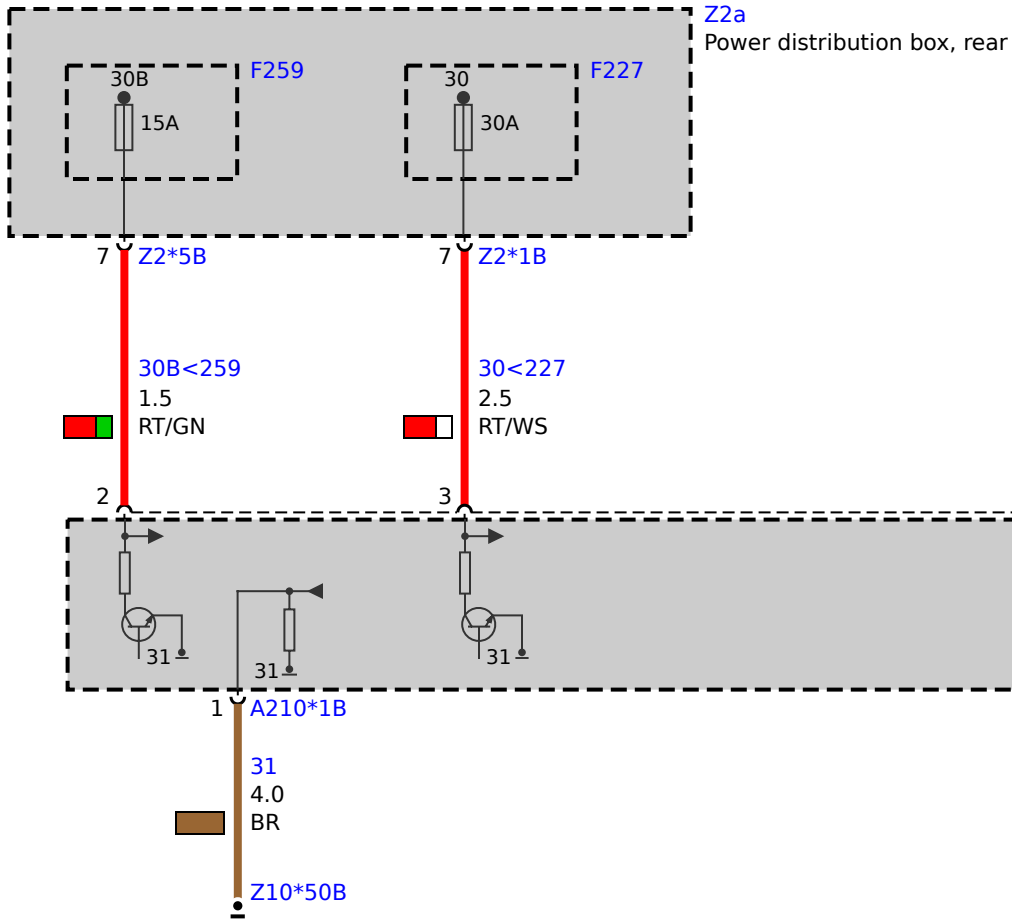 Z2a
Power distribution box, rear
F259
F227
30B
30
15A
30A
7
Z2*5B
7
Z2*1B
30B<259
30<227
1.5
2.5
RT/GN
RT/WS
2
3
31
31
31
1
A210*1B
31
4.0
BR
Z10*50B